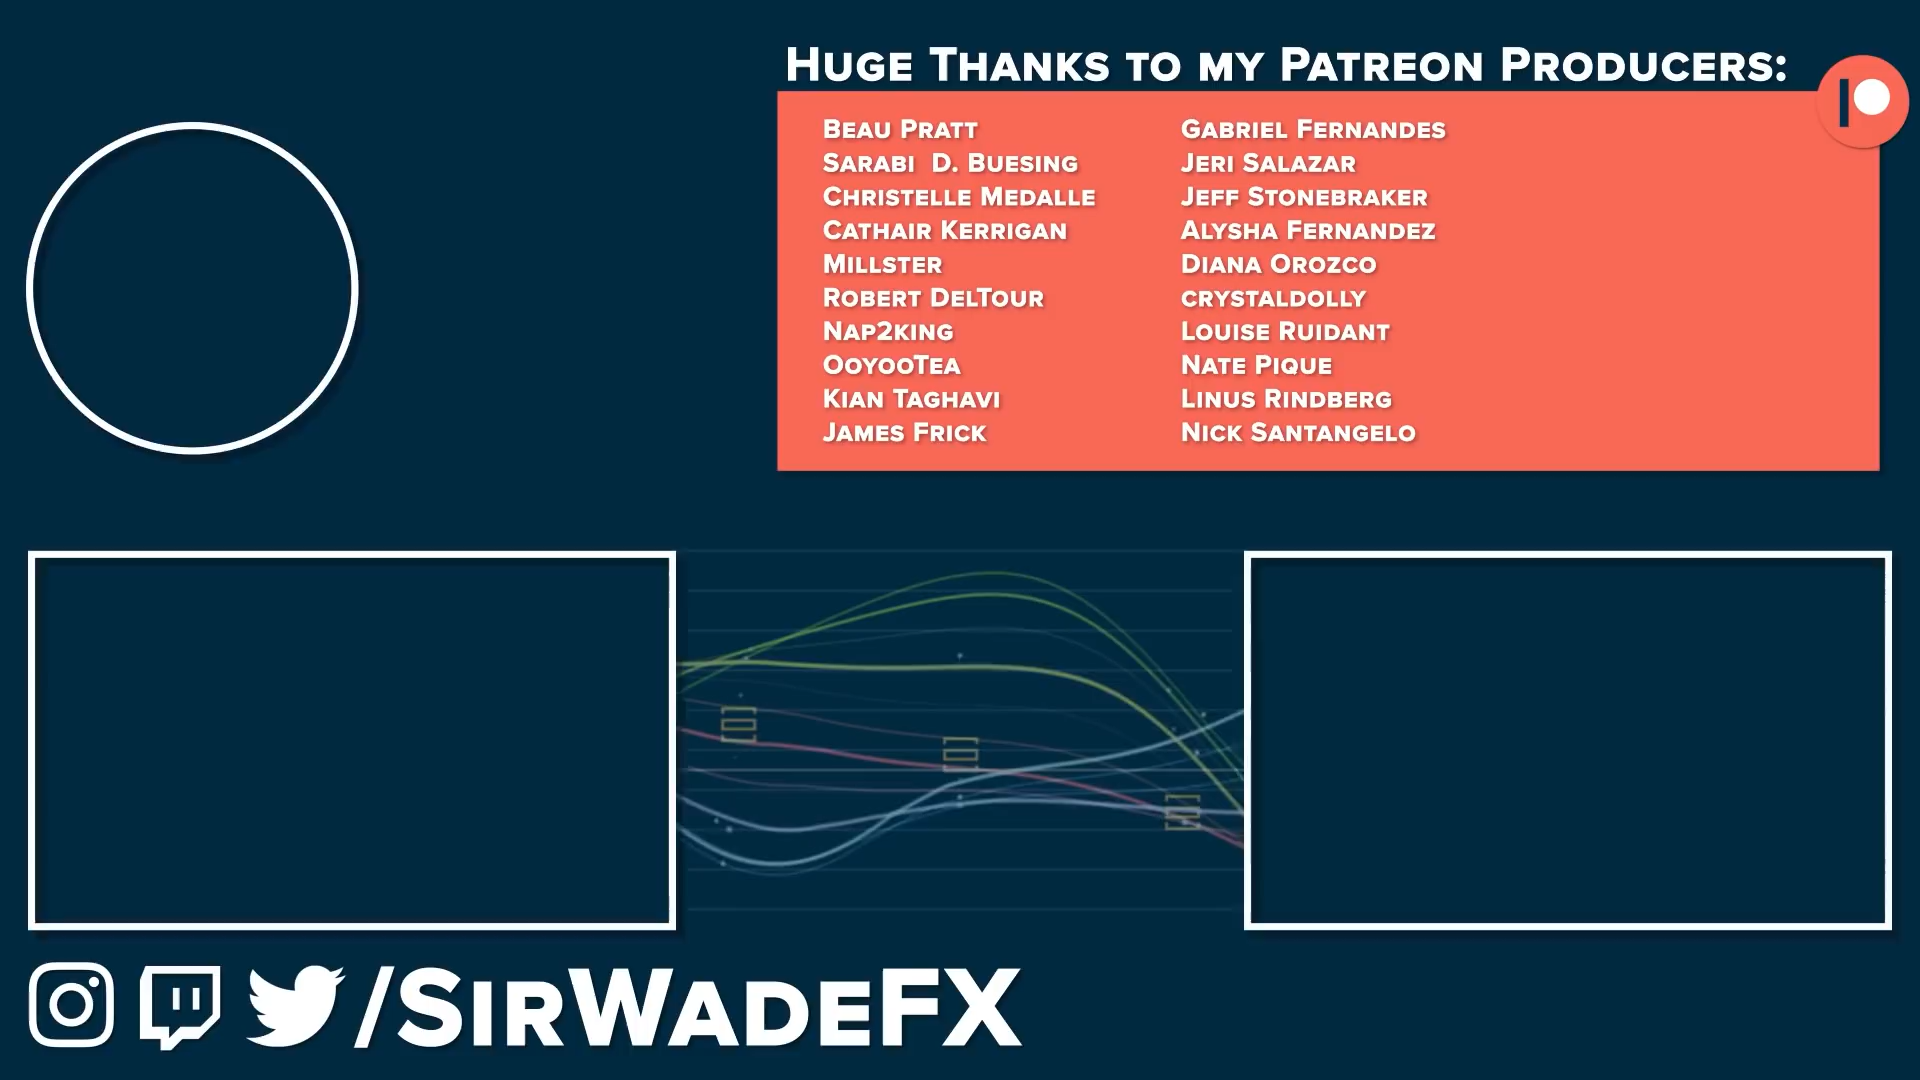 Huge Thanks to my Patreon Producers:
Beau Pratt
Sarabi D. Buesing
Christelle Medalle
Cathair Kerrigan
Millster
Robert DelTour
Nap2king
OoyooTea
Kian Taghavi
James Frick
Gabriel Fernandes
Jeri Salazar
Jeff Stonebraker
Alysha Fernandez
Diana Orozco
crystaldolly
Louise Ruidant
Nate Pique
Linus Rindberg
Nick Santangelo
/SirWadeFX